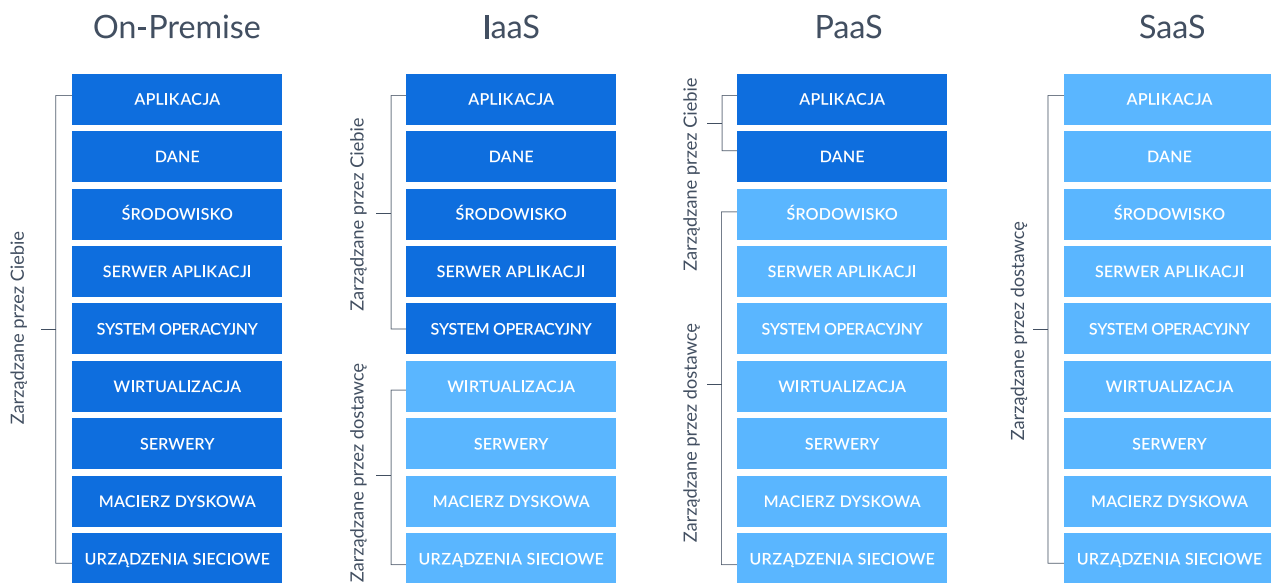 On-Premise
Zarządzane przez Ciebie
APLIKACJA
DANE
ŚRODOWISKO
SERWER APLIKACJI
SYSTEM OPERACYJNY
WIRTUALIZACJA
SERWERY
MACIERZ DYSKOWA
URZĄDZENIA SIECIOWE
IaaS
Zarządzane przez Ciebie
APLIKACJA
DANE
ŚRODOWISKO
SERWER APLIKACJI
SYSTEM OPERACYJNY
Zarządzane przez dostawcę
WIRTUALIZACJA
SERWERY
MACIERZ DYSKOWA
URZĄDZENIA SIECIOWE
PaaS
Zarządzane przez Ciebie
APLIKACJA
DANE
Zarządzane przez dostawcę
ŚRODOWISKO
SERWER APLIKACJI
SYSTEM OPERACYJNY
WIRTUALIZACJA
SERWERY
MACIERZ DYSKOWA
URZĄDZENIA SIECIOWE
SaaS
Zarządzane przez dostawcę
APLIKACJA
DANE
ŚRODOWISKO
SERWER APLIKACJI
SYSTEM OPERACYJNY
WIRTUALIZACJA
SERWERY
MACIERZ DYSKOWA
URZĄDZENIA SIECIOWE